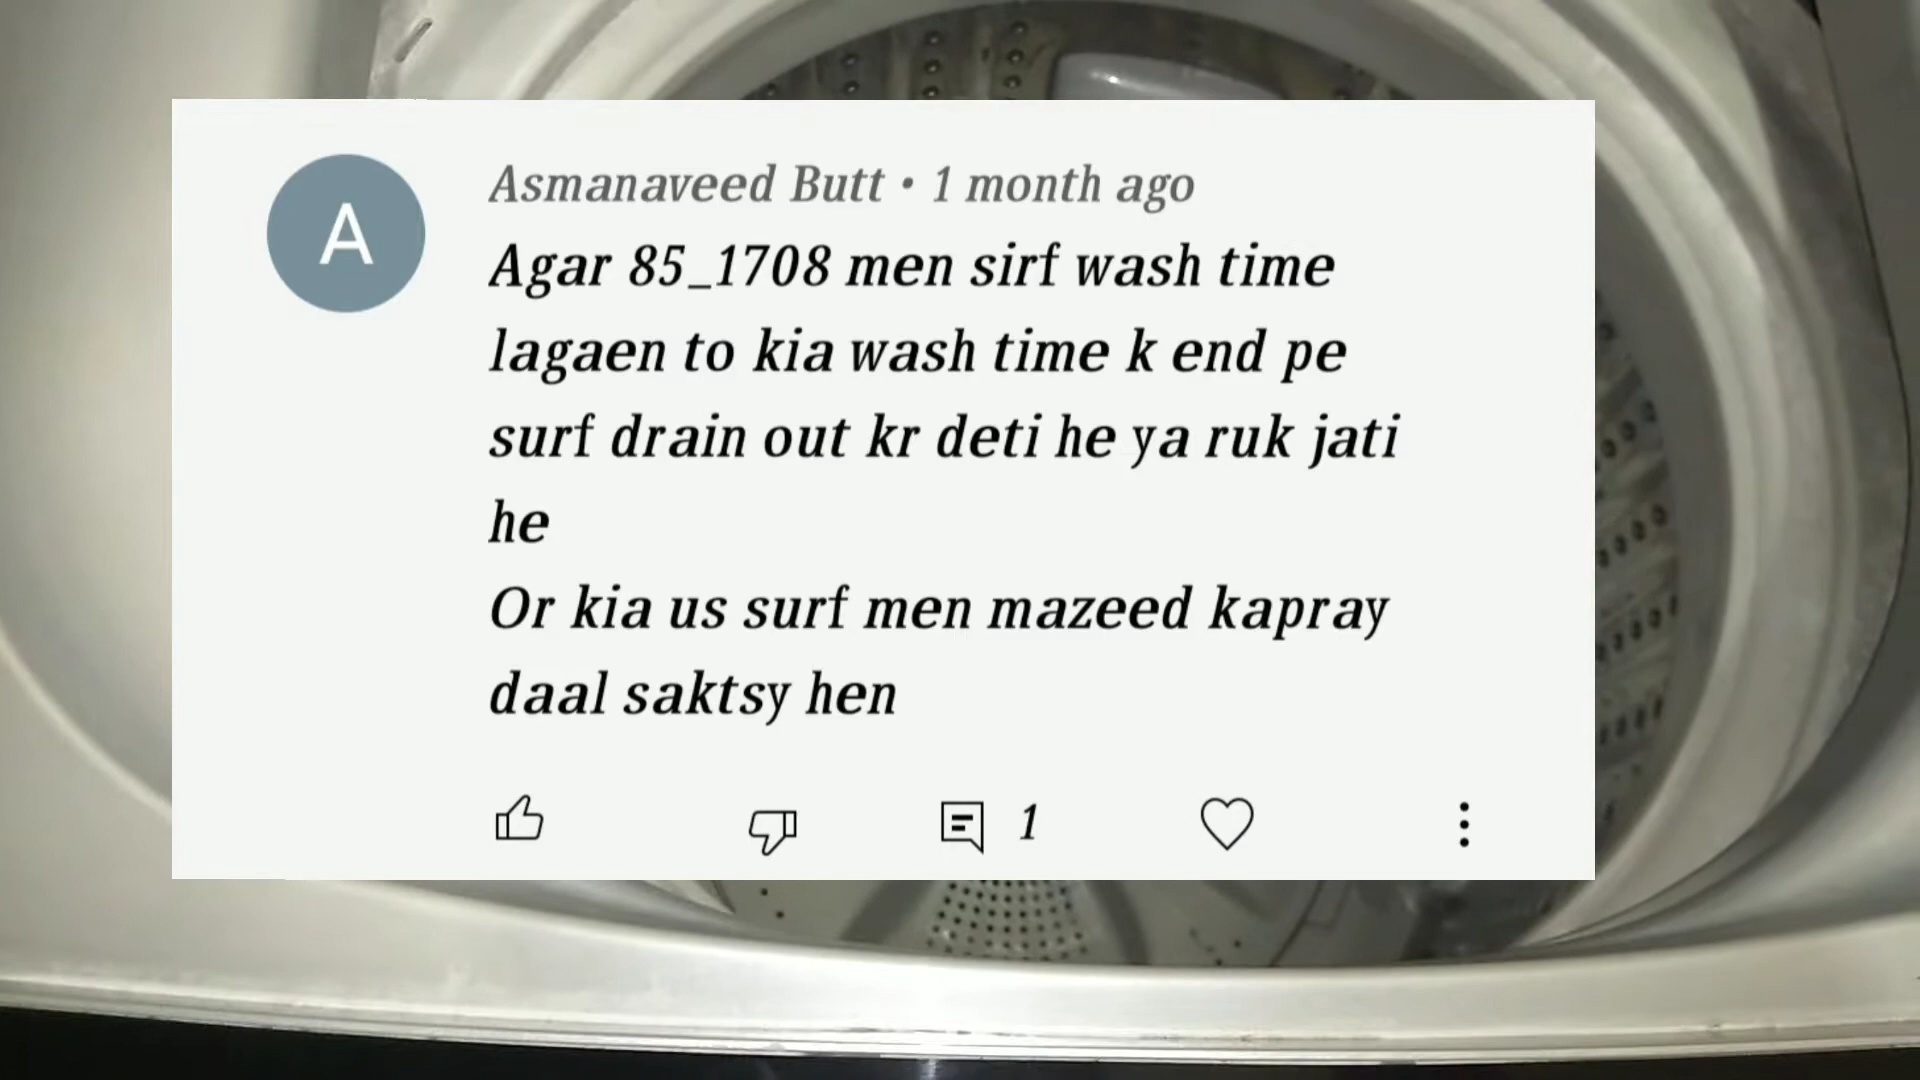 A
Asmanaveed Butt • 1 month ago
Agar 85_1708 men sirf wash time
lagaen to kia wash time k end pe
surf drain out kr deti he ya ruk jati
he
Or kia us surf men mazeed kapray
daal saktsy hen
1